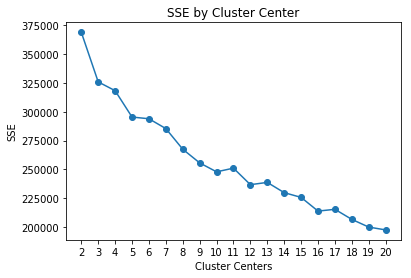 SSE by Cluster Center
375000
350000
325000
300000
275000
250000
225000
200000
SSE
2 3 4 5 6 7 8 9 10 11 12 13 14 15 16 17 18 19 20
Cluster Centers